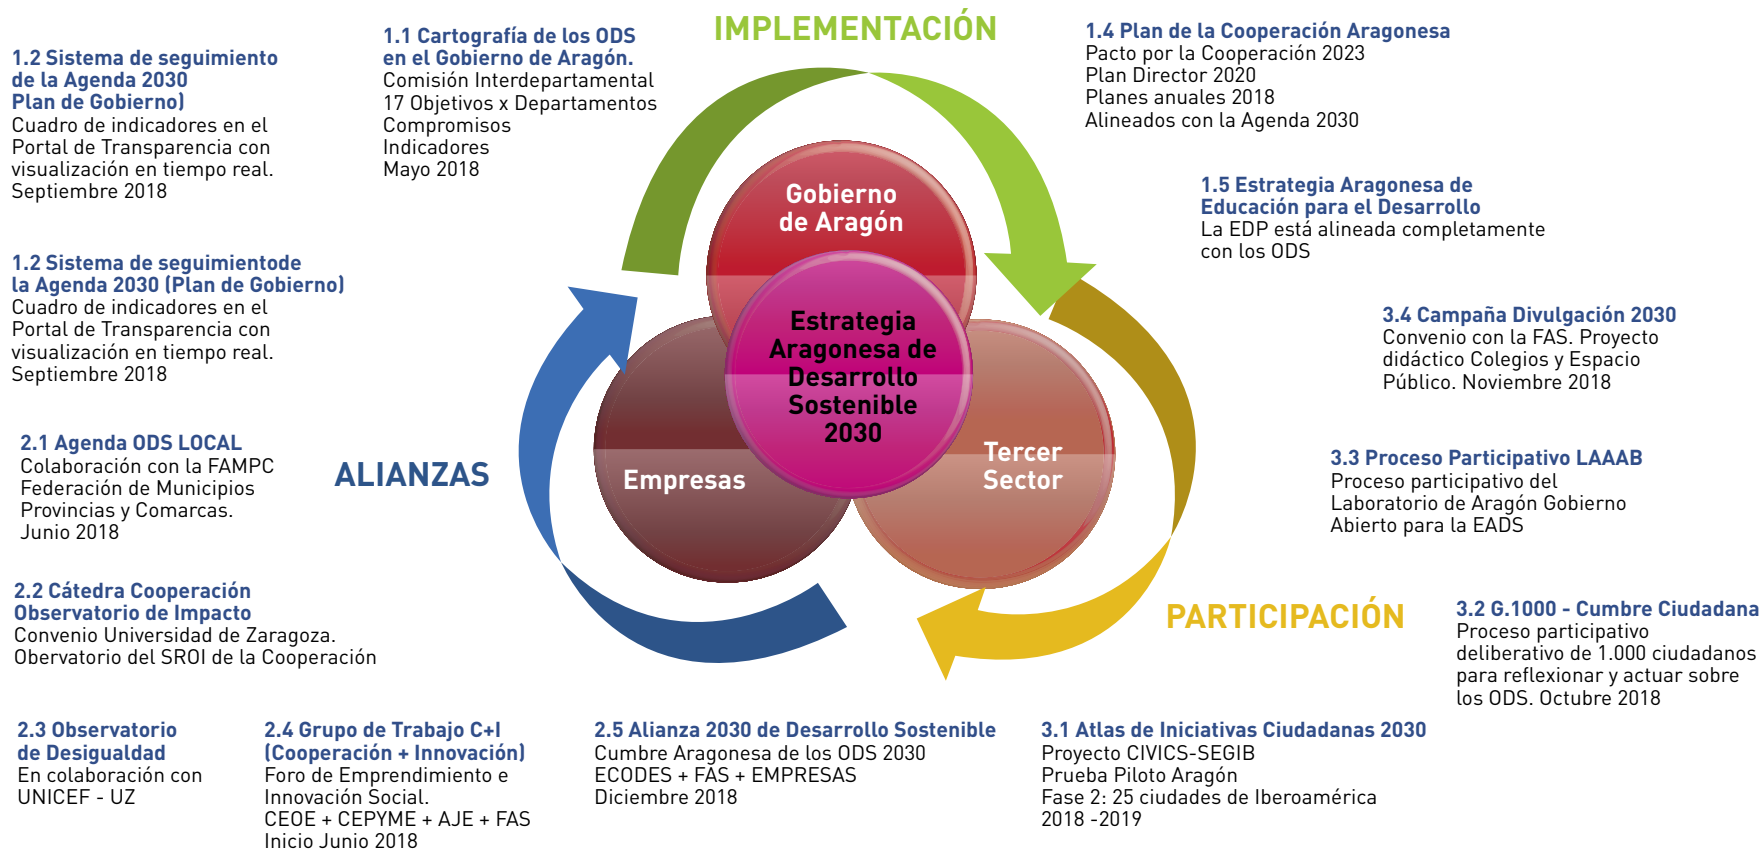 IMPLEMENTACIÓN
1.1 Cartografía de los ODS
en el Gobierno de Aragón.
Comisión Interdepartamental
17 Objetivos x Departamentos
Compromisos
Indicadores
Mayo 2018
1.2 Sistema de seguimiento
de la Agenda 2030
Plan de Gobierno)
Cuadro de indicadores en el
Portal de Transparencia con
visualización en tiempo real.
Septiembre 2018
1.2 Sistema de seguimientode
la Agenda 2030 (Plan de Gobierno)
Cuadro de indicadores en el
Portal de Transparencia con
visualización en tiempo real.
Septiembre 2018
1.4 Plan de la Cooperación Aragonesa
Pacto por la Cooperación 2023
Plan Director 2020
Planes anuales 2018
Alineados con la Agenda 2030
1.5 Estrategia Aragonesa de
Educación para el Desarrollo
La EDP está alineada completamente
con los ODS
Gobierno
de Aragón
Estrategia
Aragonesa de
Desarrollo
Sostenible
2030
Empresas
Tercer
Sector
ALIANZAS
2.1 Agenda ODS LOCAL
Colaboración con la FAMPC
Federación de Municipios
Provincias y Comarcas.
Junio 2018
2.2 Cátedra Cooperación
Observatorio de Impacto
Convenio Universidad de Zaragoza.
Obervatorio del SROI de la Cooperación
2.3 Observatorio
de Desigualdad
En colaboración con
UNICEF - UZ
2.4 Grupo de Trabajo C+I
(Cooperación + Innovación)
Foro de Emprendimiento e
Innovación Social.
CEOE + CEPYME + AJE + FAS
Inicio Junio 2018
2.5 Alianza 2030 de Desarrollo Sostenible
Cumbre Aragonesa de los ODS 2030
ECODES + FAS + EMPRESAS
Diciembre 2018
PARTICIPACIÓN
3.4 Campaña Divulgación 2030
Convenio con la FAS. Proyecto
didáctico Colegios y Espacio
Público. Noviembre 2018
3.3 Proceso Participativo LAAAB
Proceso participativo del
Laboratorio de Aragón Gobierno
Abierto para la EADS
3.2 G.1000 - Cumbre Ciudadana
Proceso participativo
deliberativo de 1.000 ciudadanos
para reflexionar y actuar sobre
los ODS. Octubre 2018
3.1 Atlas de Iniciativas Ciudadanas 2030
Proyecto CIVICS-SEGIB
Prueba Piloto Aragón
Fase 2: 25 ciudades de Iberoamérica
2018 -2019